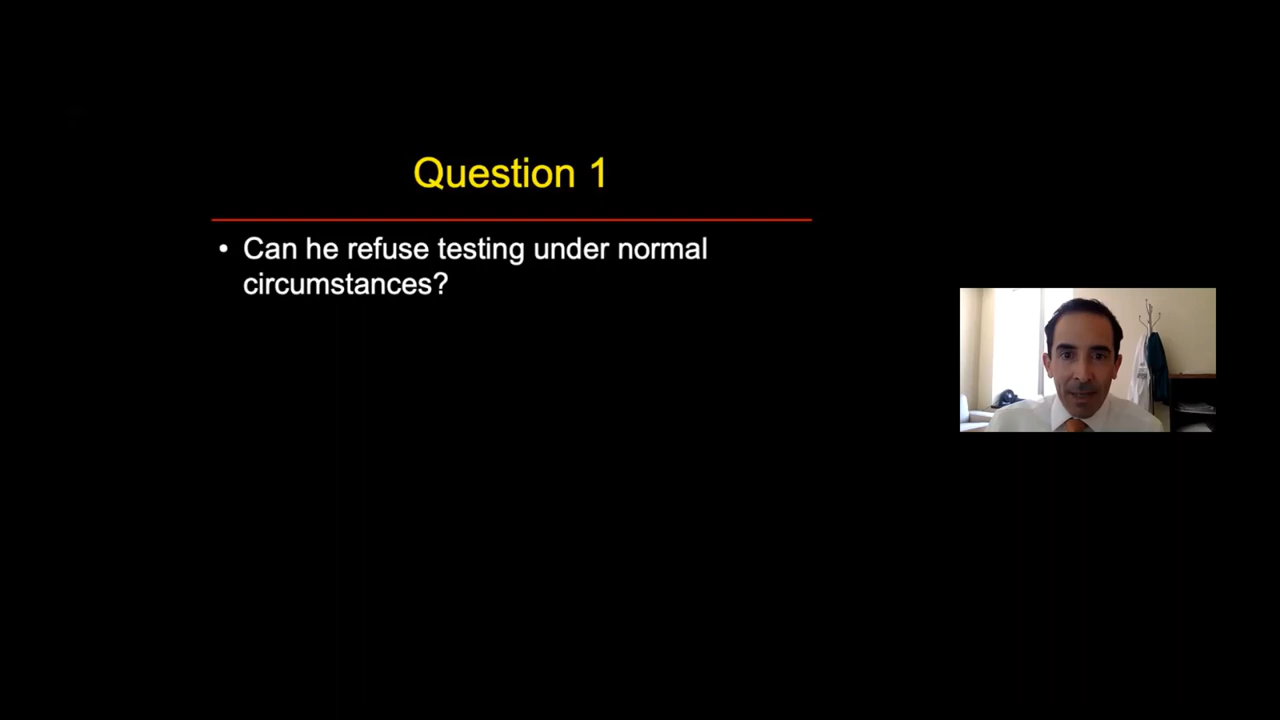 Question 1
• Can he refuse testing under normal
circumstances?